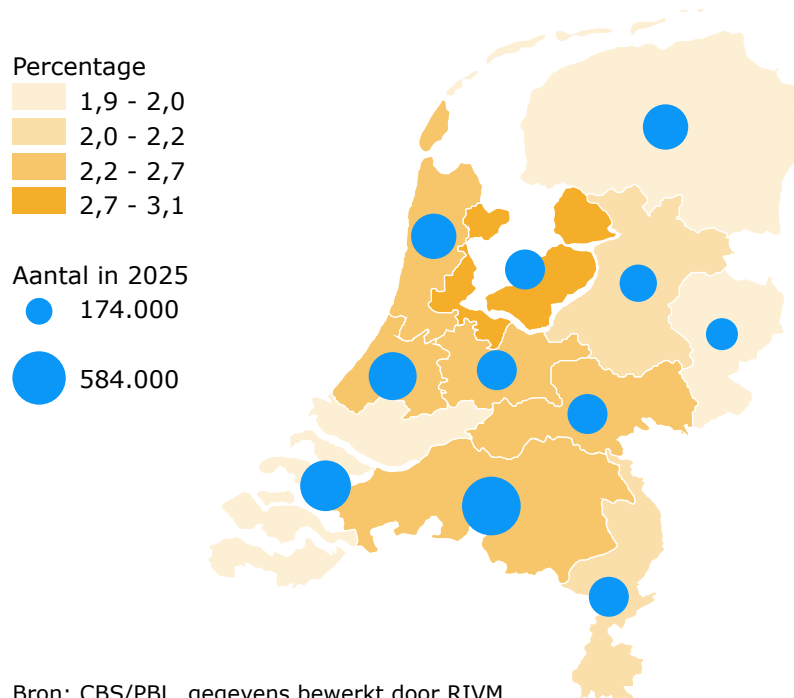 Percentage
1,9 - 2,0
2,0 - 2,2
2,2 - 2,7
2,7 - 3,1
Aantal in 2025
174.000
584.000
Bron: CBS/PBL, gegevens bewerkt door RIVM